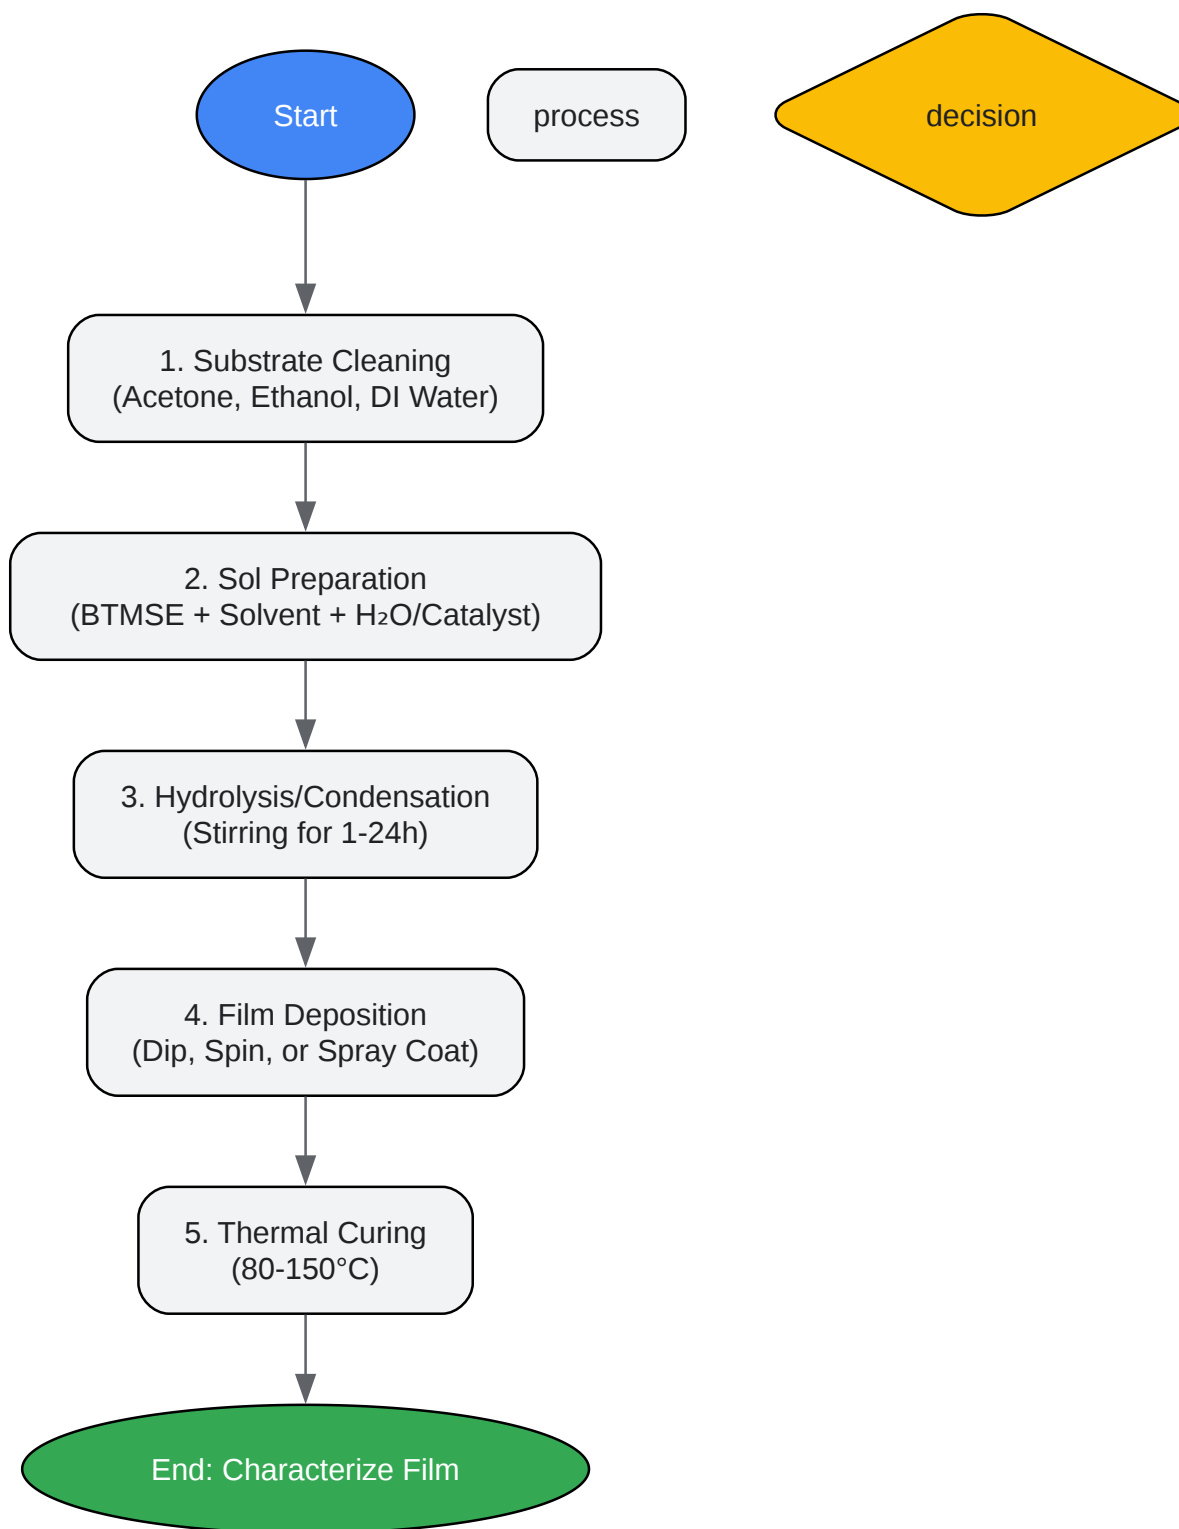 Start
process
decision
1. Substrate Cleaning
(Acetone, Ethanol, DI Water)
2. Sol Preparation
(BTMSE + Solvent + H₂O/Catalyst)
3. Hydrolysis/Condensation
(Stirring for 1-24h)
4. Film Deposition
(Dip, Spin, or Spray Coat)
5. Thermal Curing
(80-150°C)
End: Characterize Film